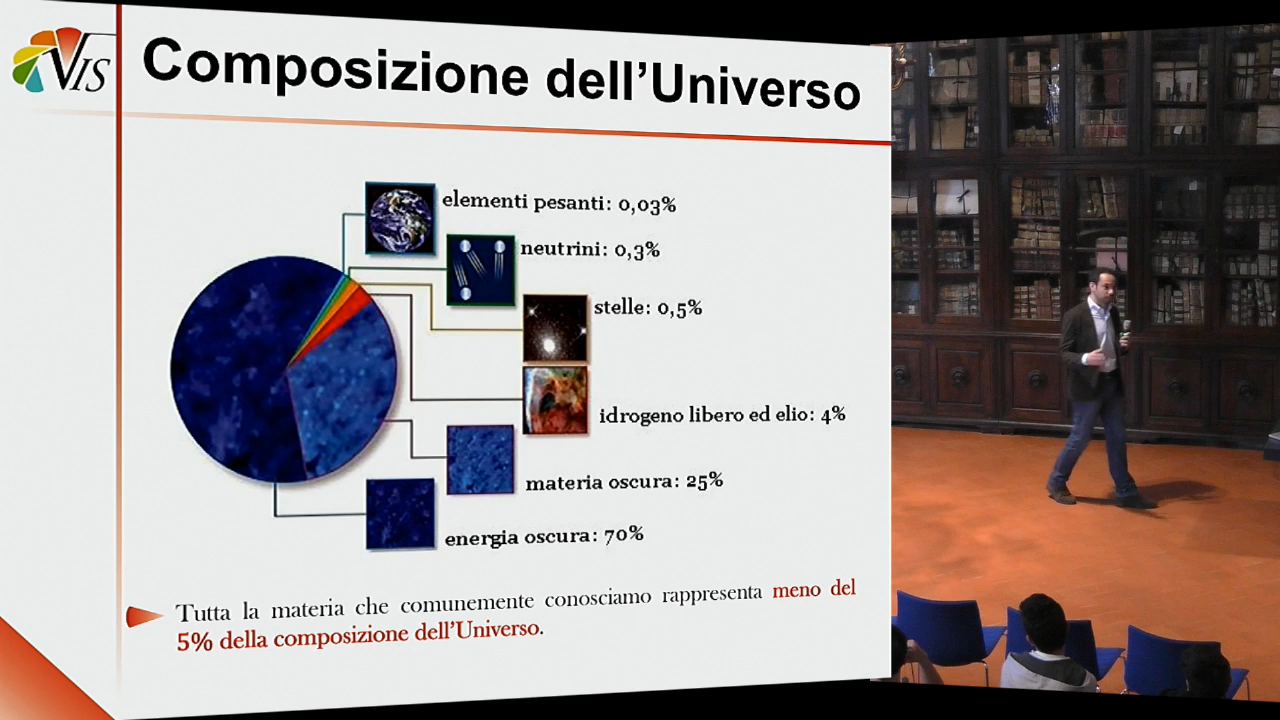 VIS
Composizione dell'Universo
elementi pesanti: 0,03%
neutrini: 0,3%
stelle: 0,5%
idrogeno libero ed elio: 4%
materia oscura: 25%
energia oscura: 70%
Tutta la materia che comunemente conosciamo rappresenta meno del
5% della composizione dell'Universo.